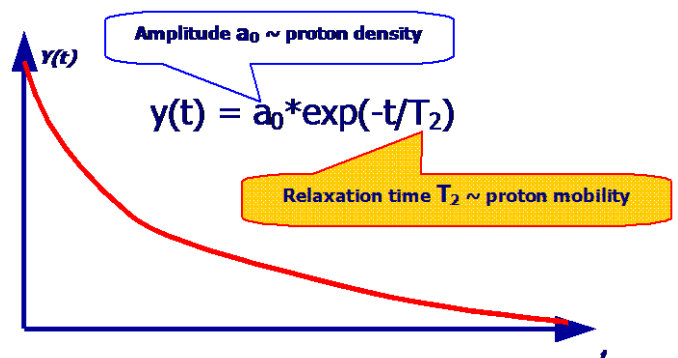 Amplitude a₀ ~ proton density
Y(t)
y(t) = a₀*exp(-t/T₂)
Relaxation time T₂ ~ proton mobility